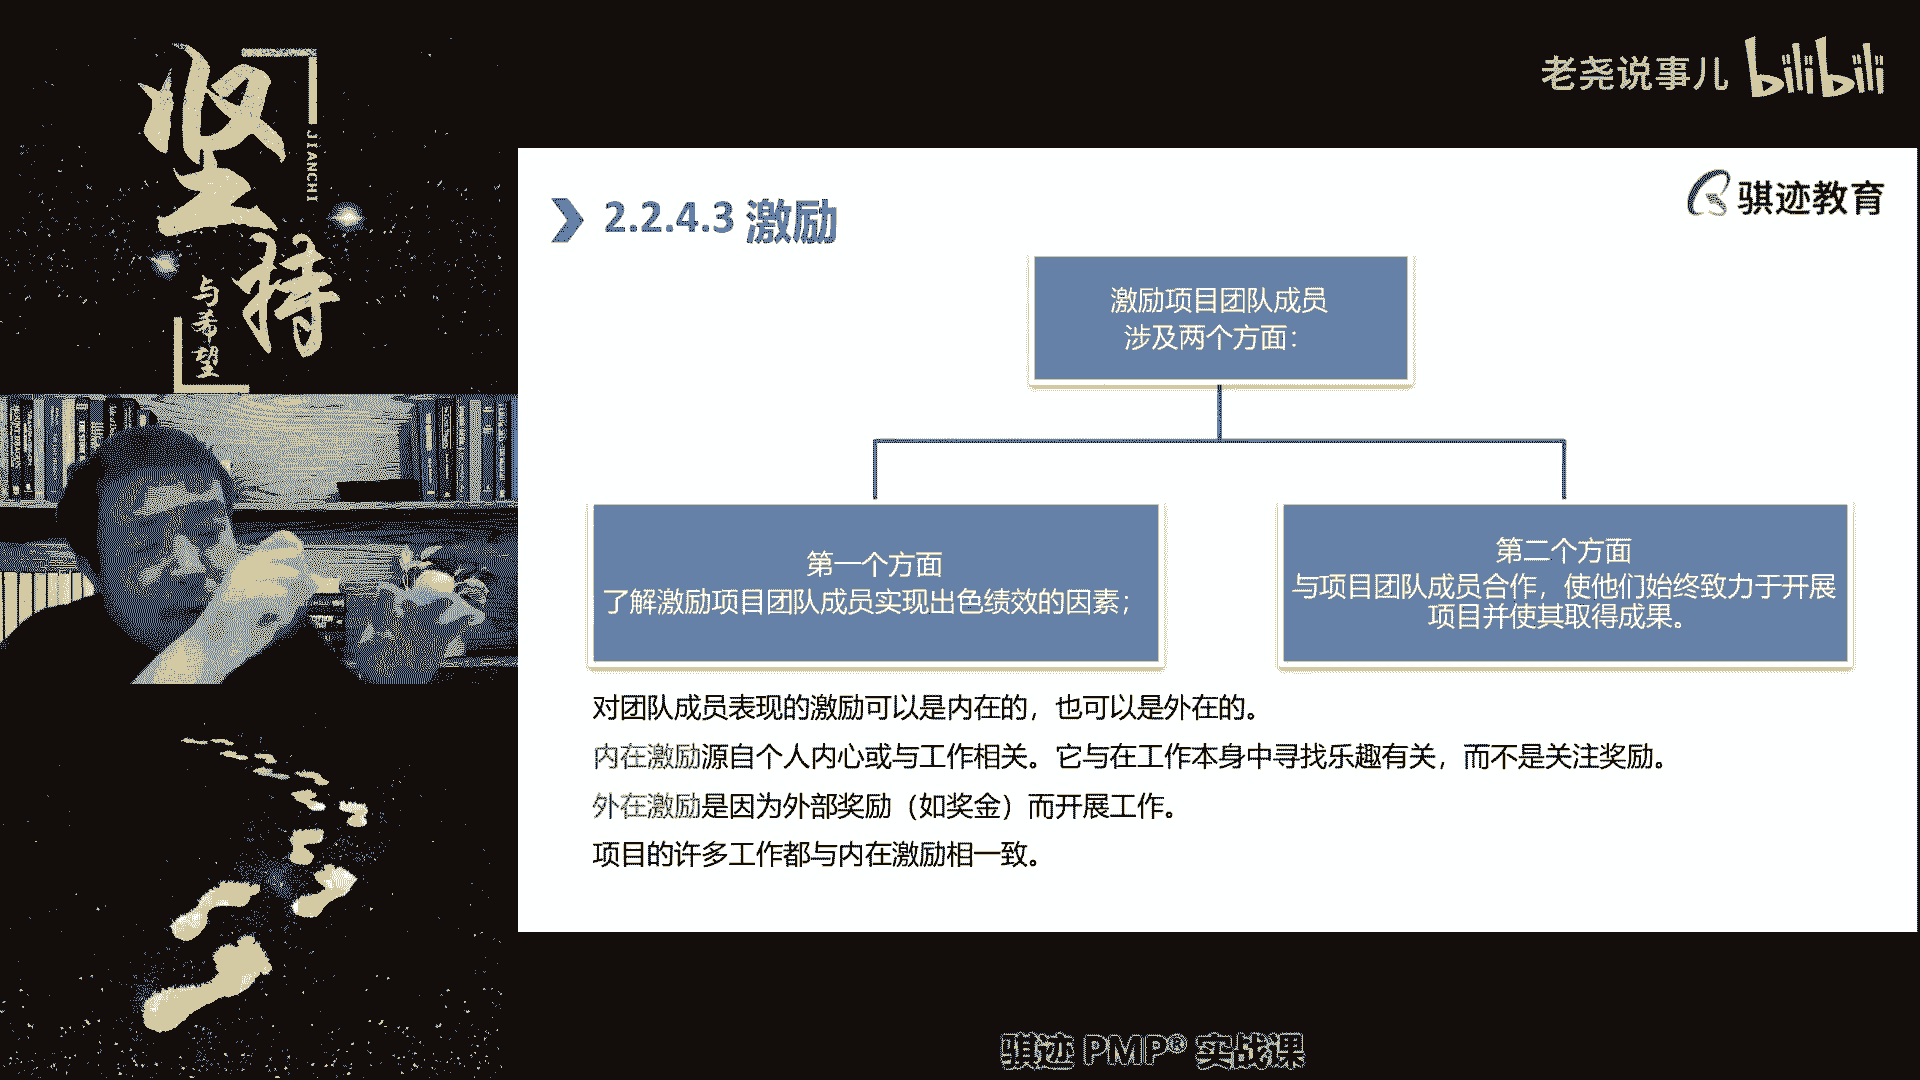 坚持
JIANCHI
与希望
老尧说事儿 bilibili
骐迹教育
2.2.4.3 激励
激励项目团队成员
涉及两个方面：
第一个方面
了解激励项目团队成员实现出色绩效的因素；
第二个方面
与项目团队成员合作，使他们始终致力于开展
项目并使其取得成果。
对团队成员表现的激励可以是内在的，也可以是外在的。
内在激励源自个人内心或与工作相关。它与在工作本身中寻找乐趣有关，而不是关注奖励。
外在激励是因为外部奖励（如奖金）而开展工作。
项目的许多工作都与内在激励相一致。
骐迹 PMP® 实战课